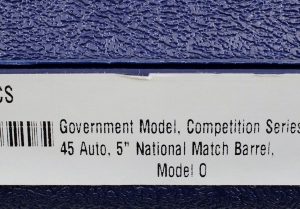 CS
Government Model, Competition Series
45 Auto, 5" National Match Barrel,
Model O